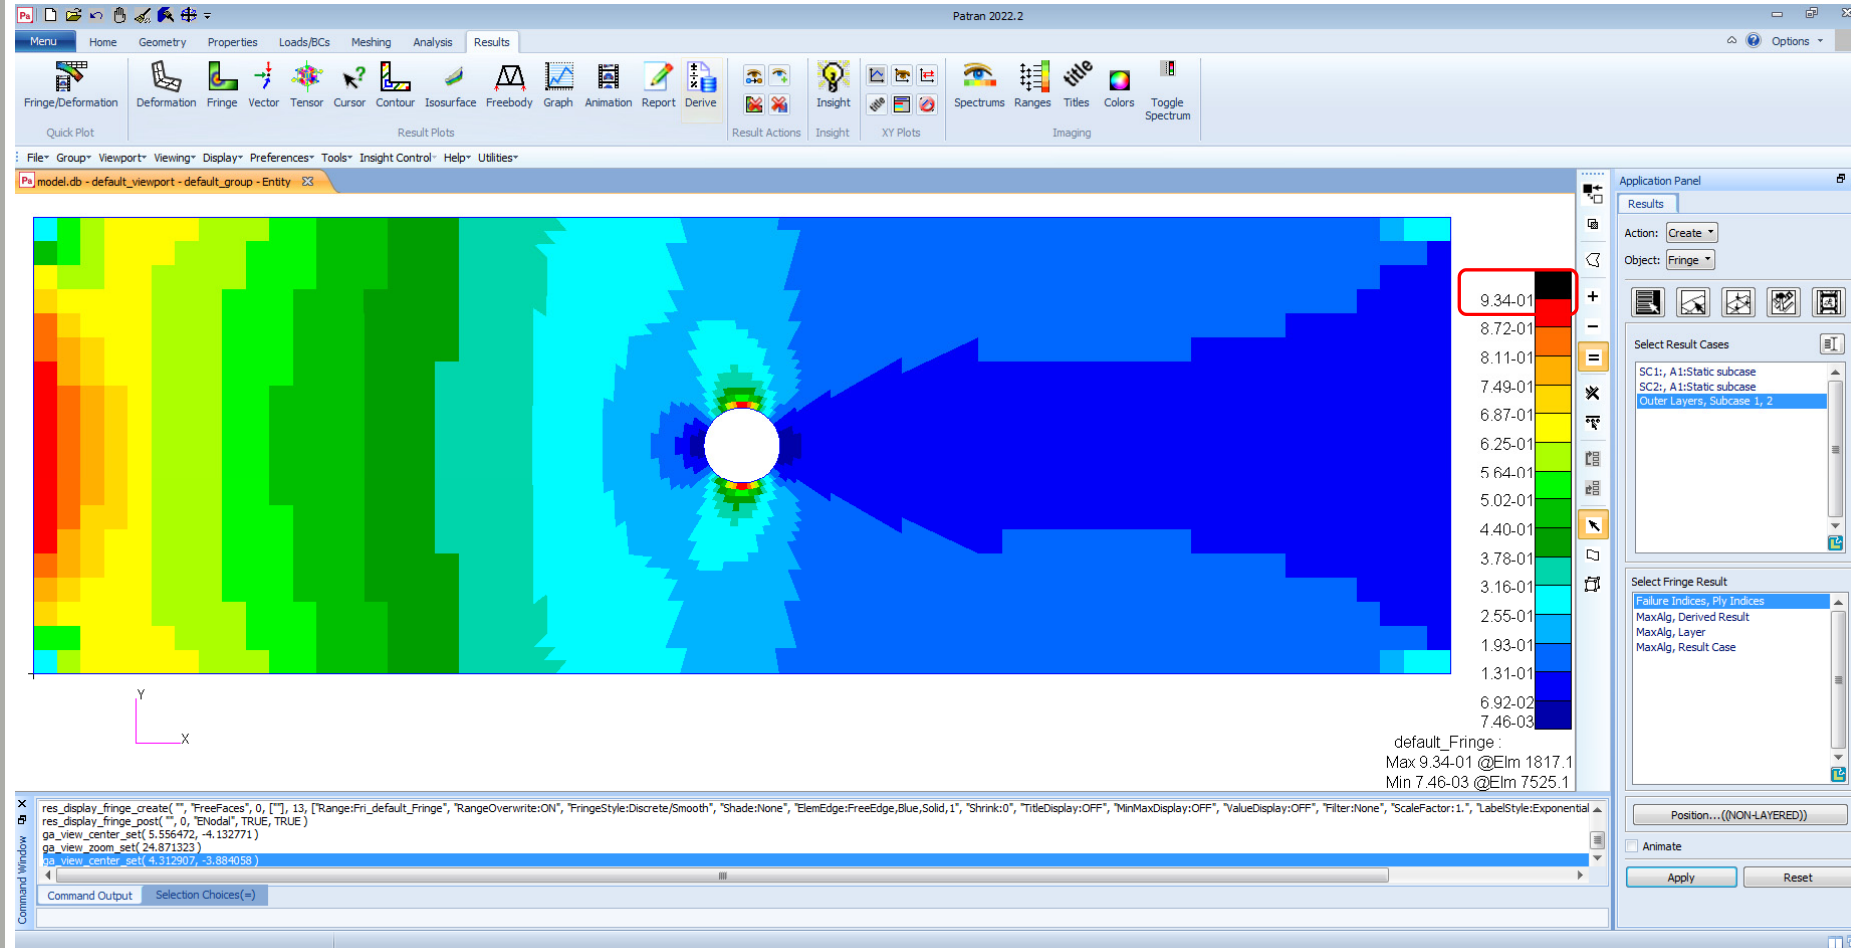 Patran 2022.2
Menu Home Geometry Properties Loads/BCs Meshing Analysis Results Options
Fringe/Deformation Deformation Fringe Vector Tensor Cursor Contour Isosurface Freebody Graph Animation Report Derive Insight Spectrums Ranges Titles Colors Toggle Spectrum
Quick Plot Result Plots Result Actions Insight XY Plots Imaging
File Group Viewport Viewing Display Preferences Tools Insight Control Help Utilities
model.db - default_viewport - default_group - Entity
9.34-01
8.72-01
8.11-01
7.49-01
6.87-01
6.25-01
5.64-01
5.02-01
4.40-01
3.78-01
3.16-01
2.55-01
1.93-01
1.31-01
6.92-02
7.46-03
Y
X
default_Fringe :
Max 9.34-01 @Elm 1817.1
Min 7.46-03 @Elm 7525.1
Application Panel
Results
Action: Create
Object: Fringe
Select Result Cases
SC1:, A1:Static subcase
SC2:, A1:Static subcase
Outer Layers, Subcase 1, 2
Select Fringe Result
Failure Indices, Ply Indices
MaxAlg, Derived Result
MaxAlg, Layer
MaxAlg, Result Case
Position...((NON-LAYERED))
Animate
Apply Reset
Command Window
res_display_fringe_create( "", "FreeFaces", 0, [""], 13, ["Range:Fri_default_Fringe", "RangeOverwrite:ON", "FringeStyle:Discrete/Smooth", "Shade:None", "ElemEdge:FreeEdge,Blue,Solid,1", "Shrink:0", "TitleDisplay:OFF", "MinMaxDisplay:OFF", "ValueDisplay:OFF", "Filter:None", "ScaleFactor:1.", "LabelStyle:Exponential
res_display_fringe_post( "", 0, "ENodal", TRUE, TRUE )
ga_view_center_set( 5.556472, -4.132771 )
ga_view_zoom_set( 24.871323 )
ga_view_center_set( 4.312907, -3.884058 )
Command Output Selection Choices(=)